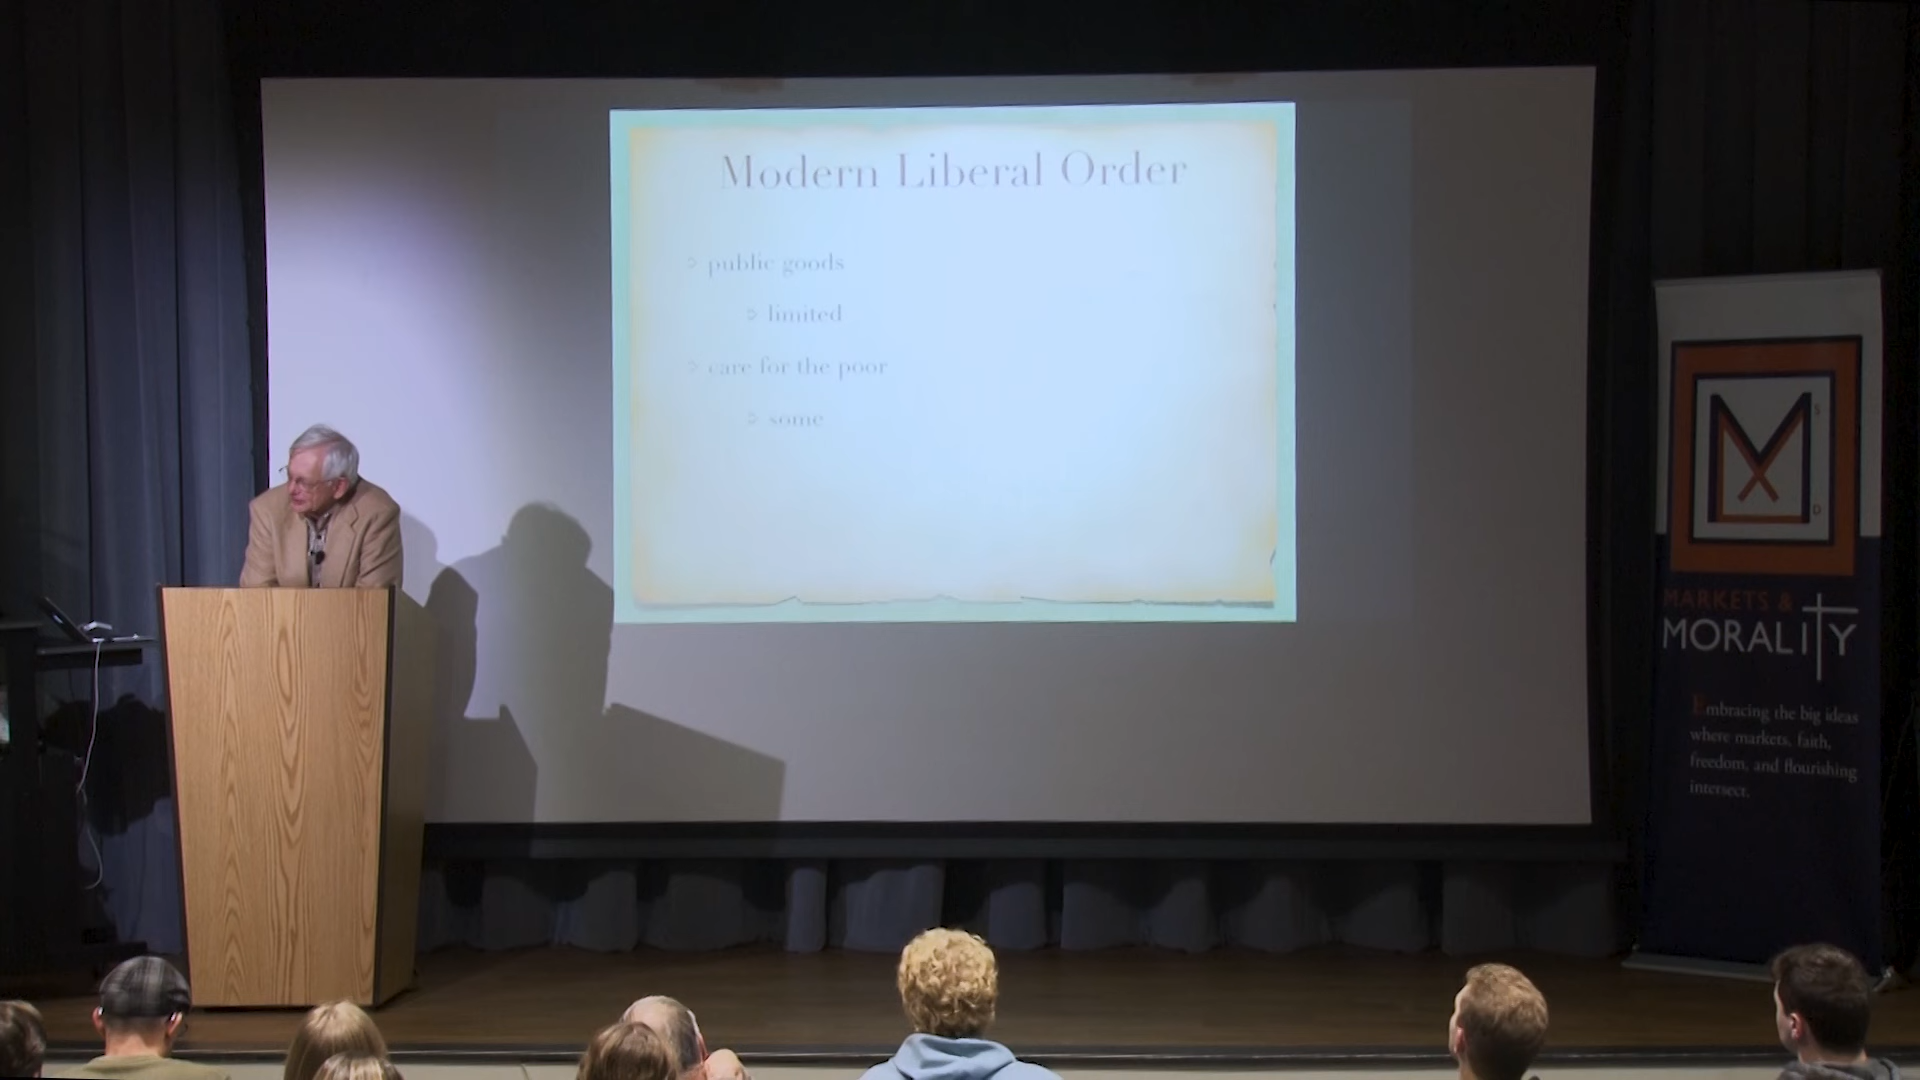 Modern Liberal Order
public goods
limited
care for the poor
some
M
S
D
MARKETS &
MORALITY
Embracing the big ideas
where markets, faith,
freedom, and flourishing
intersect.